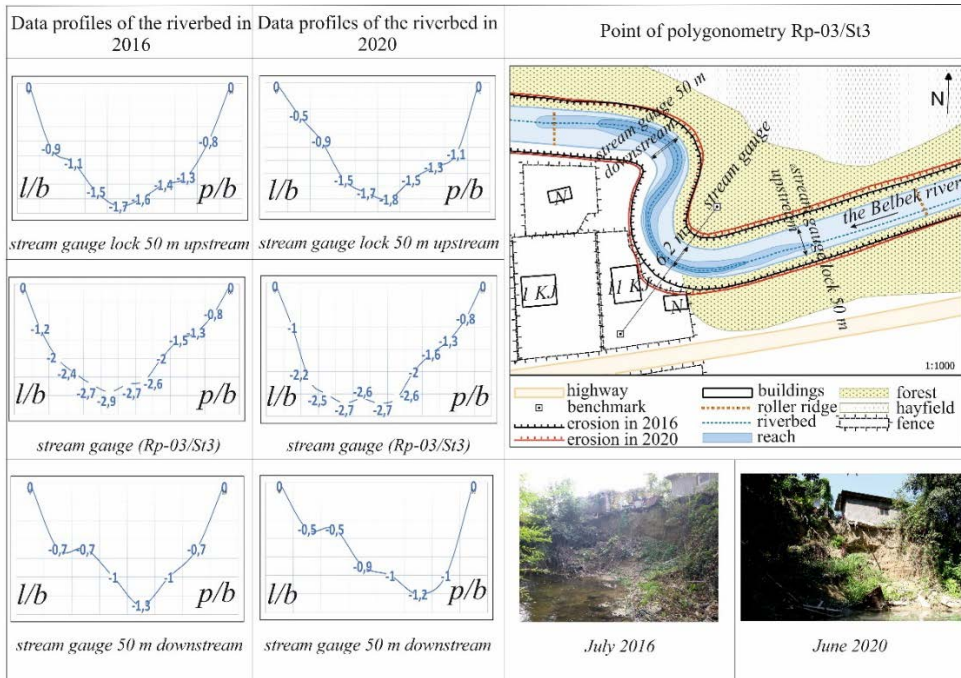 Data profiles of the riverbed in
2016
Data profiles of the riverbed in
2020
Point of polygonometry Rp-03/St3
0
-0,9
-1,1
-1,5
-1,7
-1,6
-1,4
-1,3
-0,8
0
l/b
p/b
stream gauge lock 50 m upstream
0
-0,5
-0,9
-1,5
-1,7
-1,8
-1,5
-1,3
-1,1
0
l/b
p/b
stream gauge lock 50 m upstream
0
-1,2
-2
-2,4
-2,7
-2,9
-2,7
-2,6
-2
-1,5
-1,3
-0,8
0
l/b
p/b
stream gauge (Rp-03/St3)
0
-1
-2,2
-2,5
-2,7
-2,6
-2,7
-2,6
-2
-1,6
-1,3
-0,8
0
l/b
p/b
stream gauge (Rp-03/St3)
0
-0,7
-0,7
-1
-1,3
-1
-0,7
0
l/b
p/b
stream gauge 50 m downstream
0
-0,5
-0,5
-0,9
-1
-1,2
-1
0
l/b
p/b
stream gauge 50 m downstream
N
stream gauge 50 m
downstream
stream gauge
stream gauge lock 50 m
upstream
the Belbek river
6.2 m
N
N
1:1000
highway
benchmark
erosion in 2016
erosion in 2020
buildings
roller ridge
riverbed
reach
forest
hayfield
fence
July 2016
June 2020